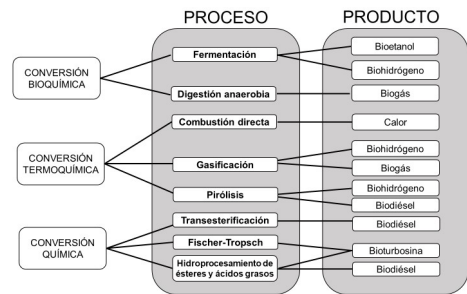 PROCESO
PRODUCTO
CONVERSIÓN
BIOQUÍMICA
Fermentación
Bioetanol
Biohidrógeno
Digestión anaerobia
Biogás
CONVERSIÓN
TERMOQUÍMICA
Combustión directa
Calor
Gasificación
Biohidrógeno
Biogás
Pirólisis
Biohidrógeno
Biodiésel
CONVERSIÓN
QUÍMICA
Transesterificación
Biodiésel
Fischer-Tropsch
Bioturbosina
Hidroprocesamiento de
ésteres y ácidos grasos
Biodiésel